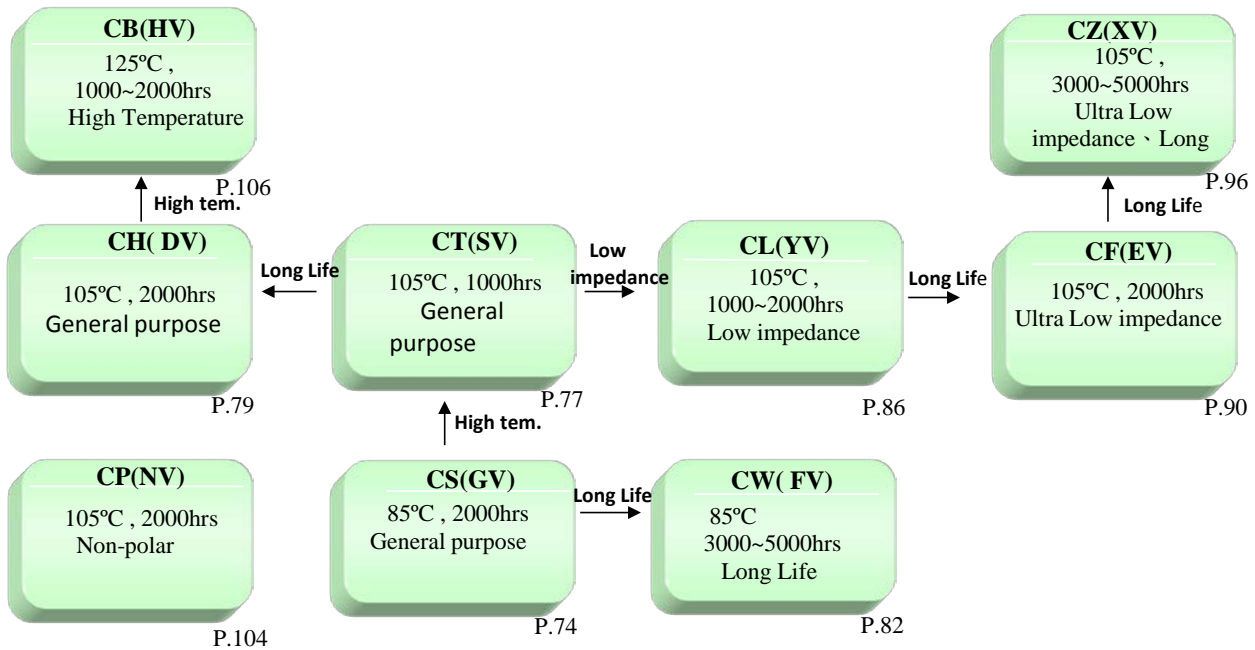 CB(HV)
125ºC ,
1000~2000hrs
High Temperature
P.106
CZ(XV)
105ºC ,
3000~5000hrs
Ultra Low
impedance、Long
P.96
High tem.
Long Life
CH( DV)
105ºC , 2000hrs
General purpose
P.79
Long Life
CT(SV)
105ºC , 1000hrs
General
purpose
P.77
Low
impedance
CL(YV)
105ºC ,
1000~2000hrs
Low impedance
P.86
Long Life
CF(EV)
105ºC , 2000hrs
Ultra Low impedance
P.90
High tem.
CP(NV)
105ºC , 2000hrs
Non-polar
P.104
CS(GV)
85ºC , 2000hrs
General purpose
P.74
Long Life
CW( FV)
85ºC
3000~5000hrs
Long Life
P.82